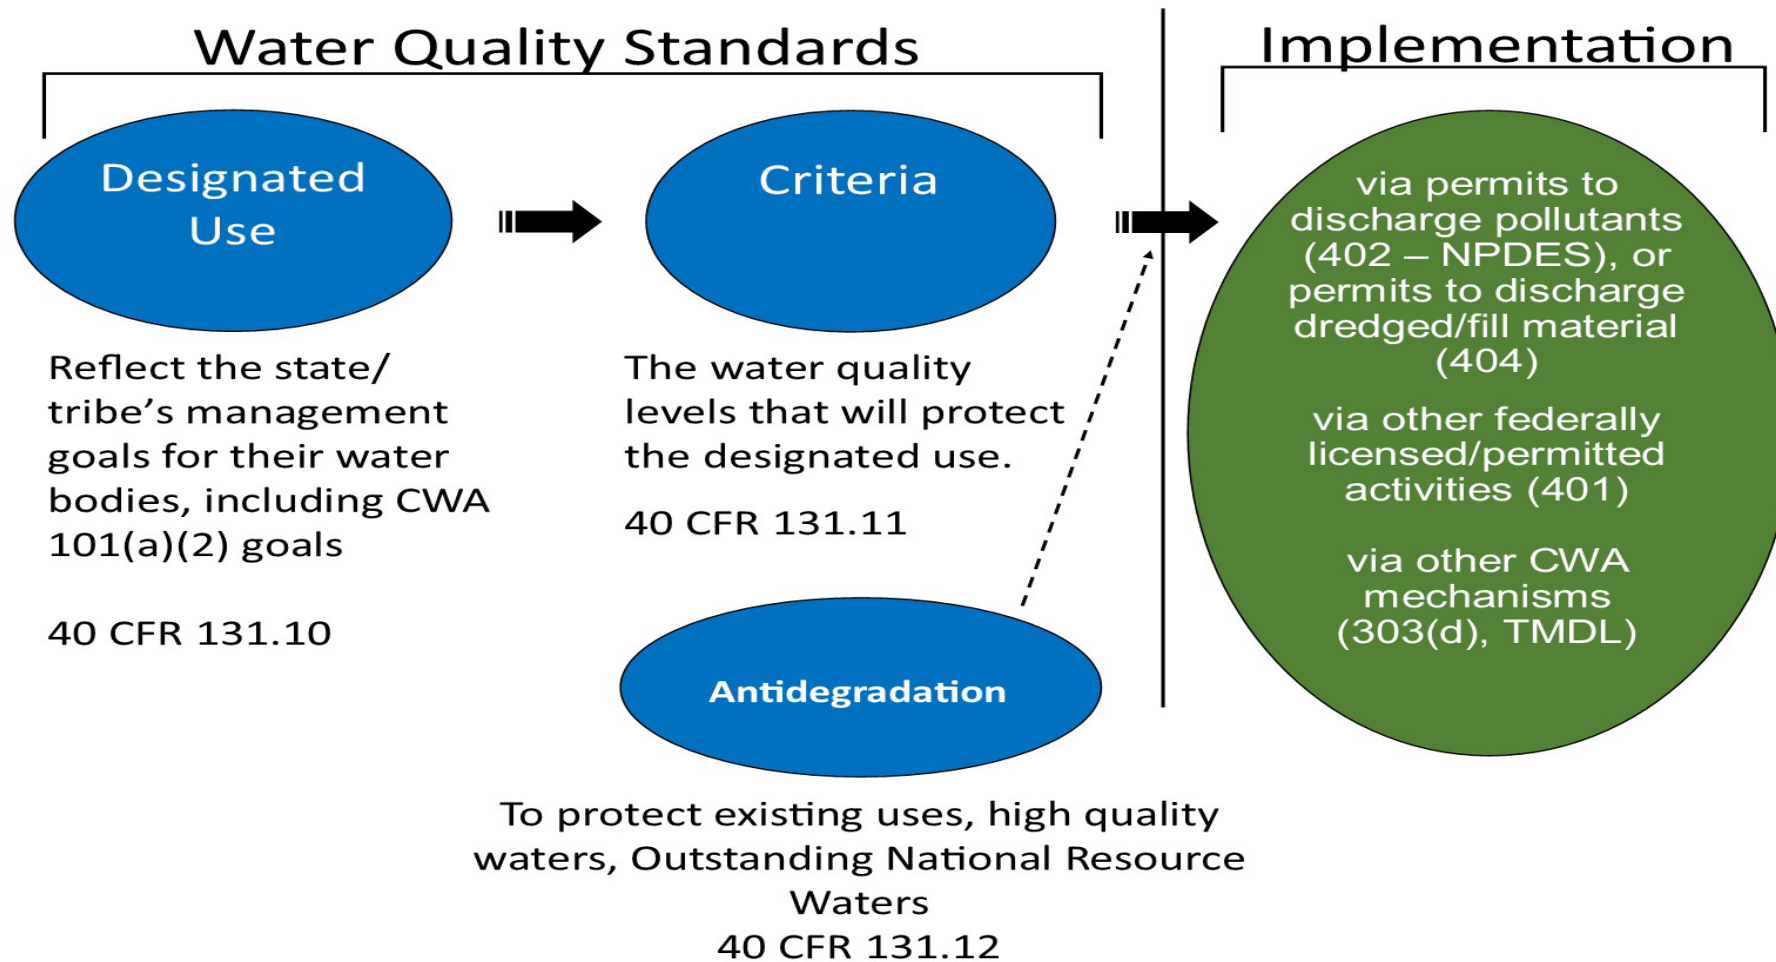 Water Quality Standards
Implementation
Designated
Use
Criteria
Reflect the state/
tribe’s management
goals for their water
bodies, including CWA
101(a)(2) goals
40 CFR 131.10
The water quality
levels that will protect
the designated use.
40 CFR 131.11
Antidegradation
To protect existing uses, high quality
waters, Outstanding National Resource
Waters
40 CFR 131.12
via permits to
discharge pollutants
(402 – NPDES), or
permits to discharge
dredged/fill material
(404)
via other federally
licensed/permitted
activities (401)
via other CWA
mechanisms
(303(d), TMDL)